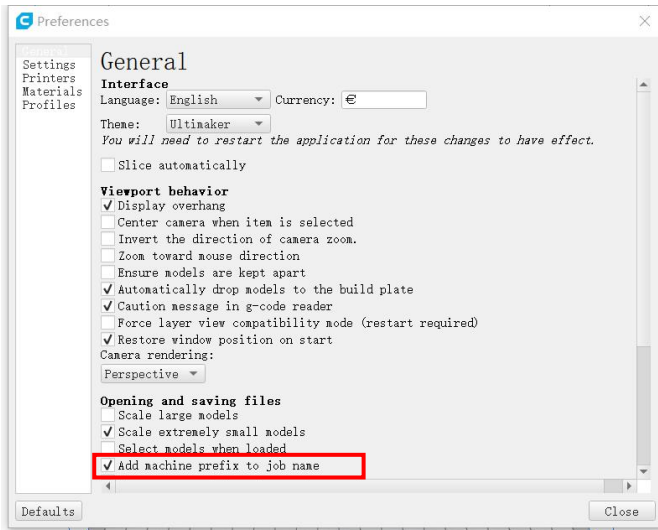 Preferences
General
Settings
Printers
Materials
Profiles
General
Interface
Language: English Currency: €
Theme: Ultimaker
You will need to restart the application for these changes to have effect.
Slice automatically
Viewport behavior
Display overhang
Center camera when item is selected
Invert the direction of camera zoom.
Zoom toward mouse direction
Ensure models are kept apart
Automatically drop models to the build plate
Caution message in g-code reader
Force layer view compatibility mode (restart required)
Restore window position on start
Camera rendering:
Perspective
Opening and saving files
Scale large models
Scale extremely small models
Select models when loaded
Add machine prefix to job name
Defaults
Close